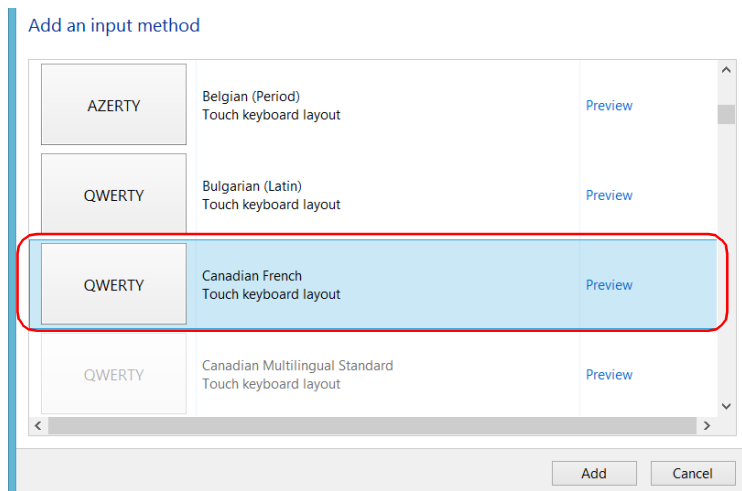 Add an input method
AZERTY
Belgian (Period)
Touch keyboard layout
Preview
QWERTY
Bulgarian (Latin)
Touch keyboard layout
Preview
QWERTY
Canadian French
Touch keyboard layout
Preview
QWERTY
Canadian Multilingual Standard
Touch keyboard layout
Preview
Add
Cancel